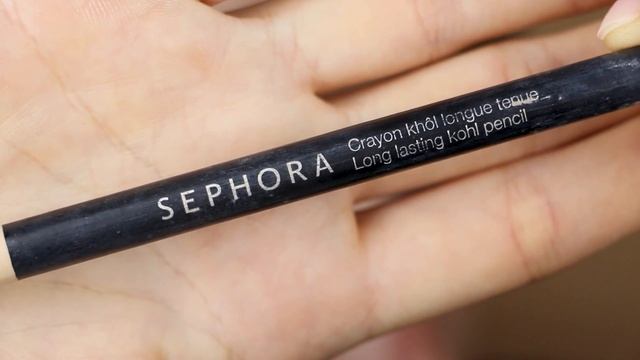 SEPHORA
Crayon khôl longue tenue
Long lasting kohl pencil